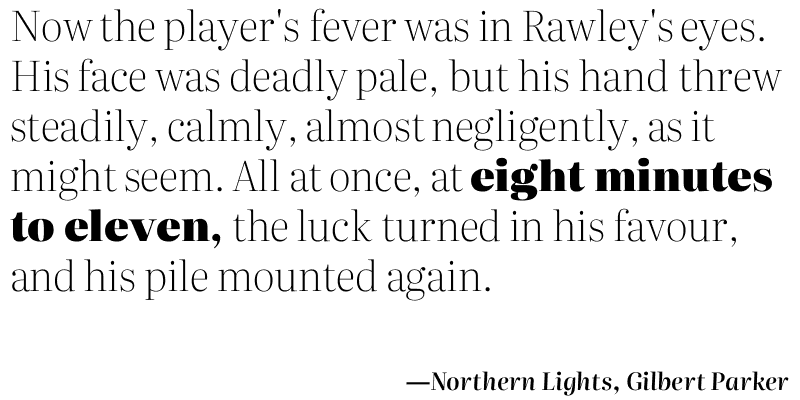 Now the player's fever was in Rawley's eyes.
His face was deadly pale, but his hand threw
steadily, calmly, almost negligently, as it
might seem. All at once, at eight minutes
to eleven, the luck turned in his favour,
and his pile mounted again.
—Northern Lights, Gilbert Parker